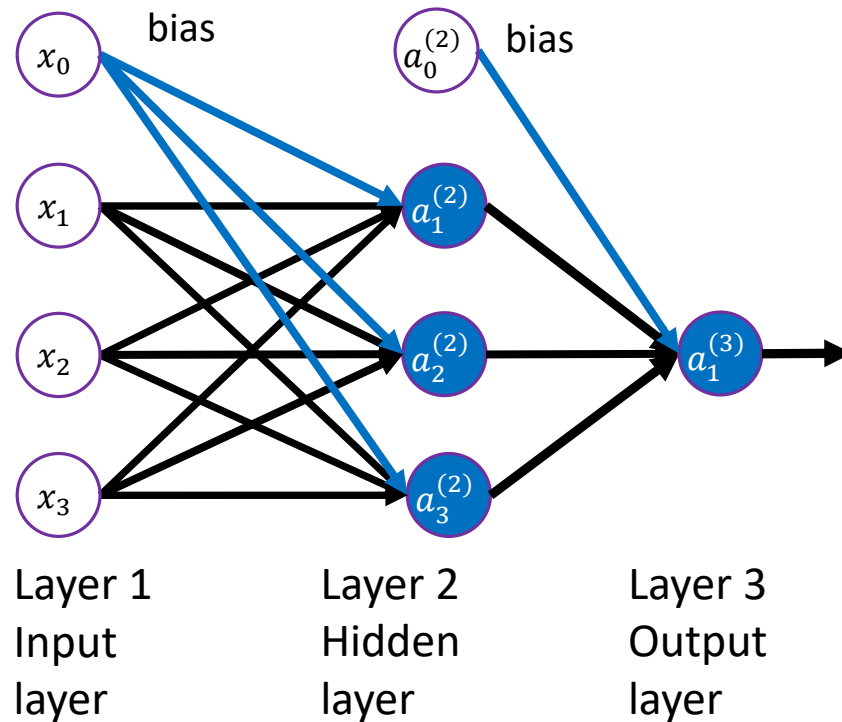 bias
x₀
a₀⁽²⁾
bias
x₁
a₁⁽²⁾
x₂
a₂⁽²⁾
a₁⁽³⁾
x₃
a₃⁽²⁾
Layer 1
Input
layer
Layer 2
Hidden
layer
Layer 3
Output
layer